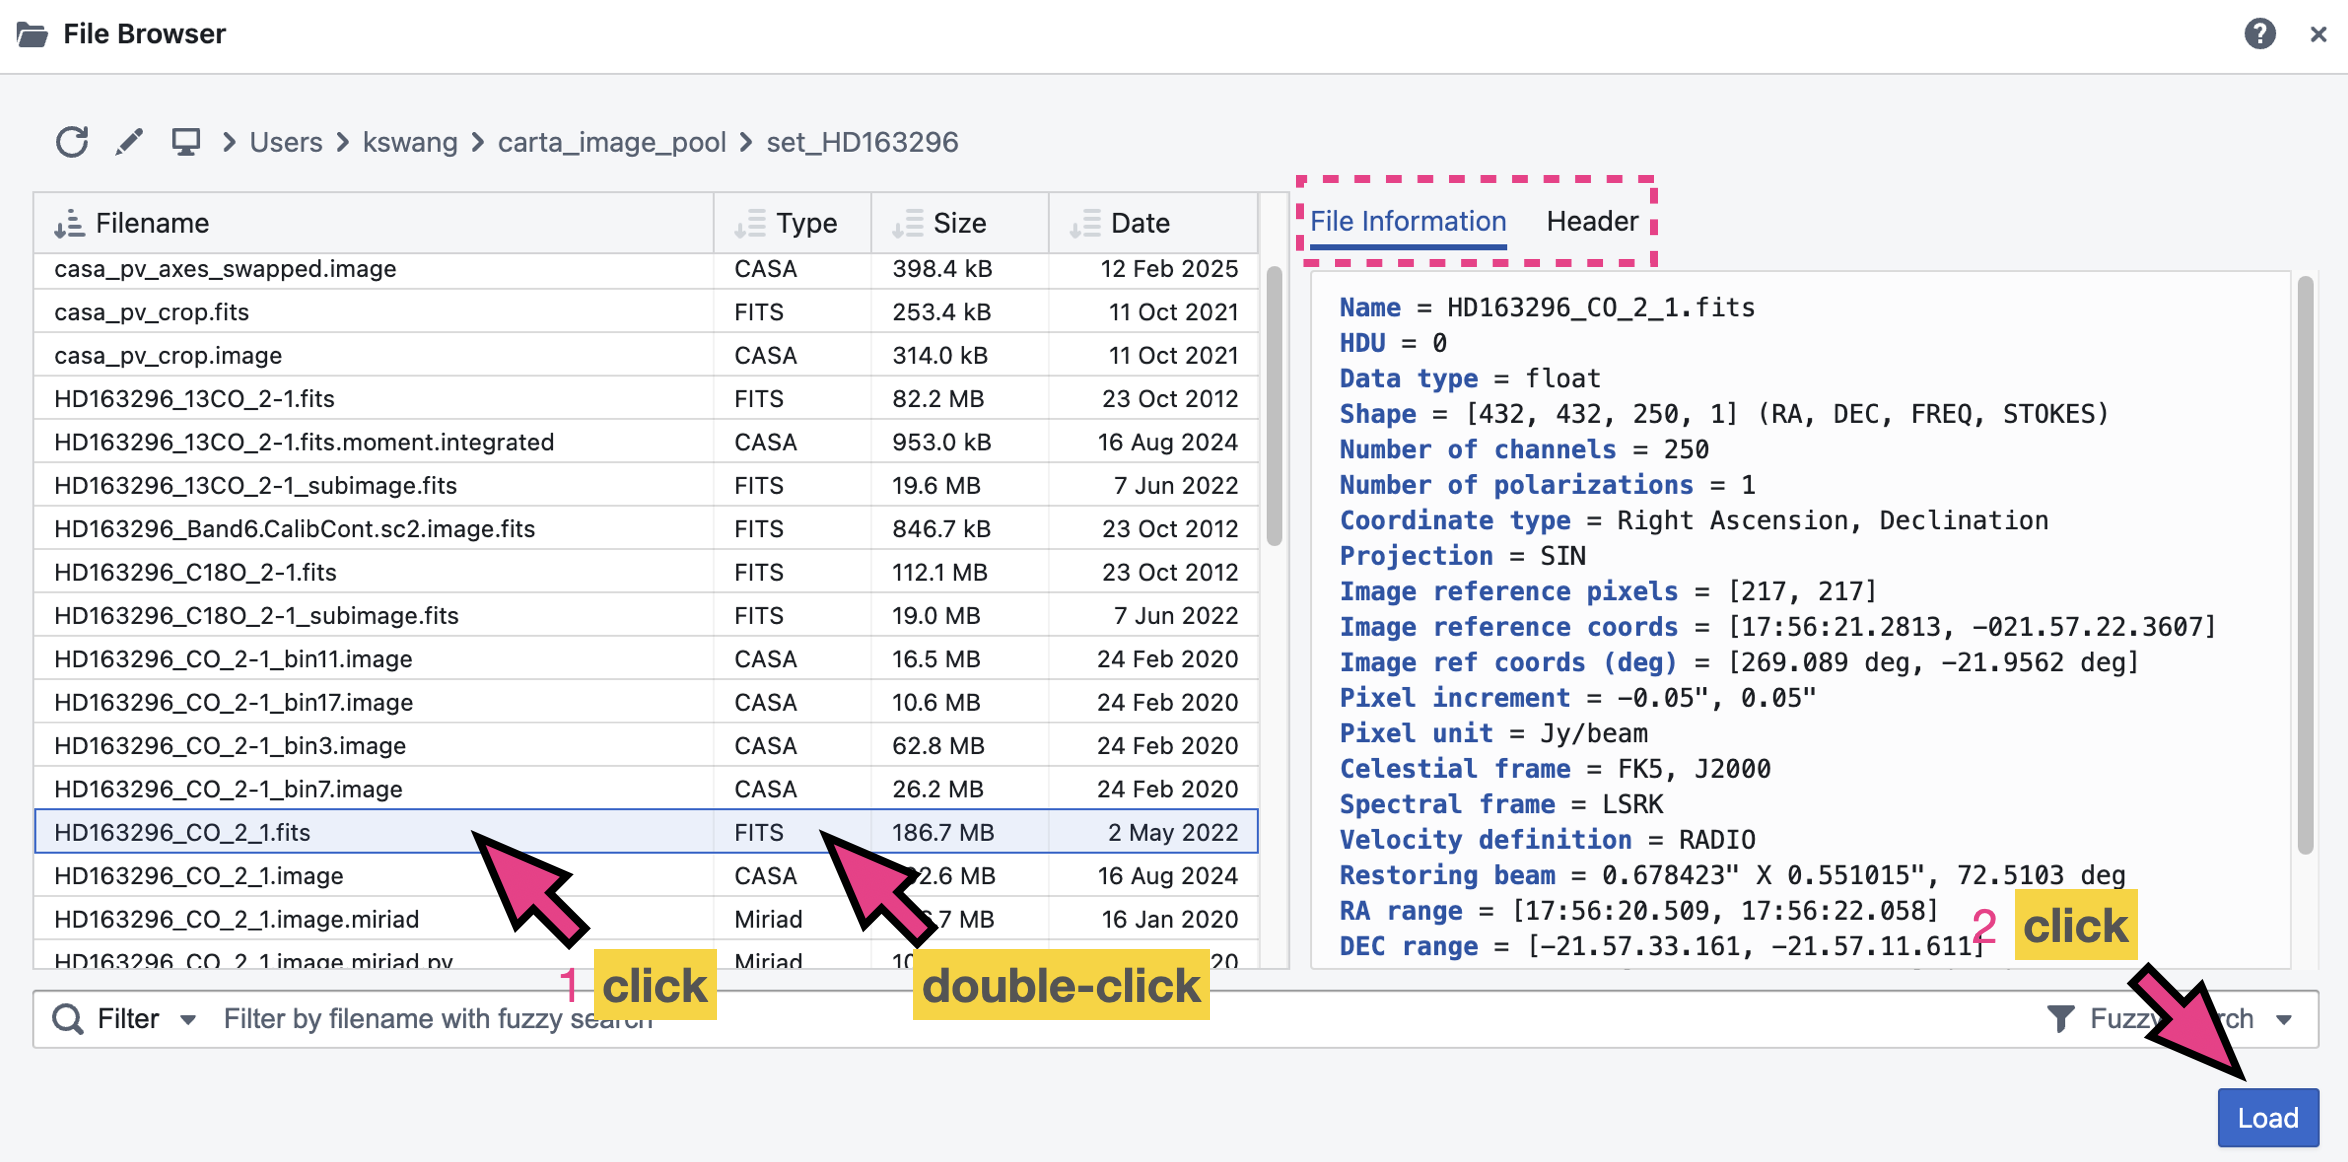 File Browser
Users > kswang > carta_image_pool > set_HD163296
Filename Type Size Date
casa_pv_axes_swapped.image CASA 398.4 kB 12 Feb 2025
casa_pv_crop.fits FITS 253.4 kB 11 Oct 2021
casa_pv_crop.image CASA 314.0 kB 11 Oct 2021
HD163296_13CO_2-1.fits FITS 82.2 MB 23 Oct 2012
HD163296_13CO_2-1.fits.moment.integrated CASA 953.0 kB 16 Aug 2024
HD163296_13CO_2-1_subimage.fits FITS 19.6 MB 7 Jun 2022
HD163296_Band6.CalibCont.sc2.image.fits FITS 846.7 kB 23 Oct 2012
HD163296_C18O_2-1.fits FITS 112.1 MB 23 Oct 2012
HD163296_C18O_2-1_subimage.fits FITS 19.0 MB 7 Jun 2022
HD163296_CO_2-1_bin11.image CASA 16.5 MB 24 Feb 2020
HD163296_CO_2-1_bin17.image CASA 10.6 MB 24 Feb 2020
HD163296_CO_2-1_bin3.image CASA 62.8 MB 24 Feb 2020
HD163296_CO_2-1_bin7.image CASA 26.2 MB 24 Feb 2020
HD163296_CO_2_1.fits FITS 186.7 MB 2 May 2022
HD163296_CO_2_1.image CASA 2.6 MB 16 Aug 2024
HD163296_CO_2_1.image.miriad Miriad .7 MB 16 Jan 2020
HD163296_CO_2_1.image.miriad.pv Miriad
1 click
double-click
File Information Header
Name = HD163296_CO_2_1.fits
HDU = 0
Data type = float
Shape = [432, 432, 250, 1] (RA, DEC, FREQ, STOKES)
Number of channels = 250
Number of polarizations = 1
Coordinate type = Right Ascension, Declination
Projection = SIN
Image reference pixels = [217, 217]
Image reference coords = [17:56:21.2813, -021.57.22.3607]
Image ref coords (deg) = [269.089 deg, -21.9562 deg]
Pixel increment = -0.05", 0.05"
Pixel unit = Jy/beam
Celestial frame = FK5, J2000
Spectral frame = LSRK
Velocity definition = RADIO
Restoring beam = 0.678423" X 0.551015", 72.5103 deg
RA range = [17:56:20.509, 17:56:22.058]
DEC range = [-21.57.33.161, -21.57.11.611]
2 click
Filter Filter by filename with fuzzy search
Fuzzy
Load